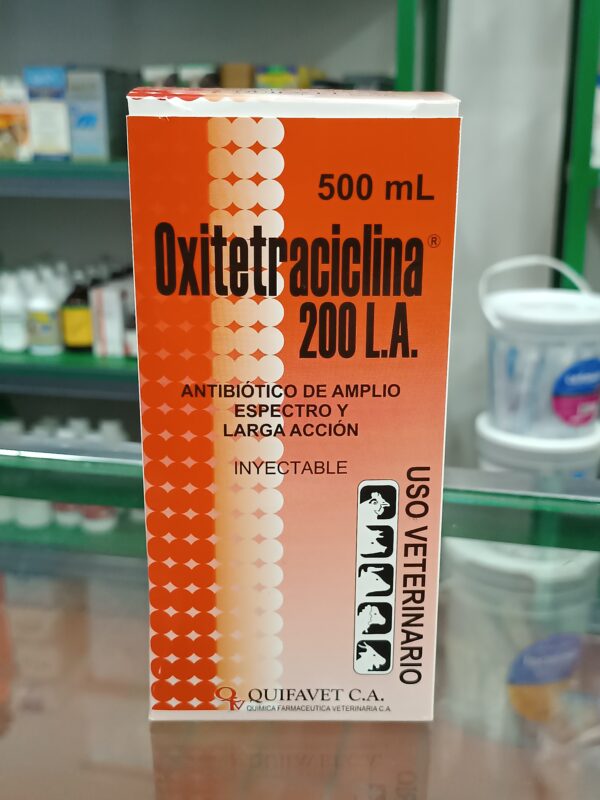 500 mL
Oxitetraciclina®
200 L.A.
ANTIBIÓTICO DE AMPLIO
ESPECTRO Y
LARGA ACCIÓN
INYECTABLE
USO VETERINARIO
QUIFAVET C.A.
QUIMICA FARMACEUTICA VETERINARIA C.A